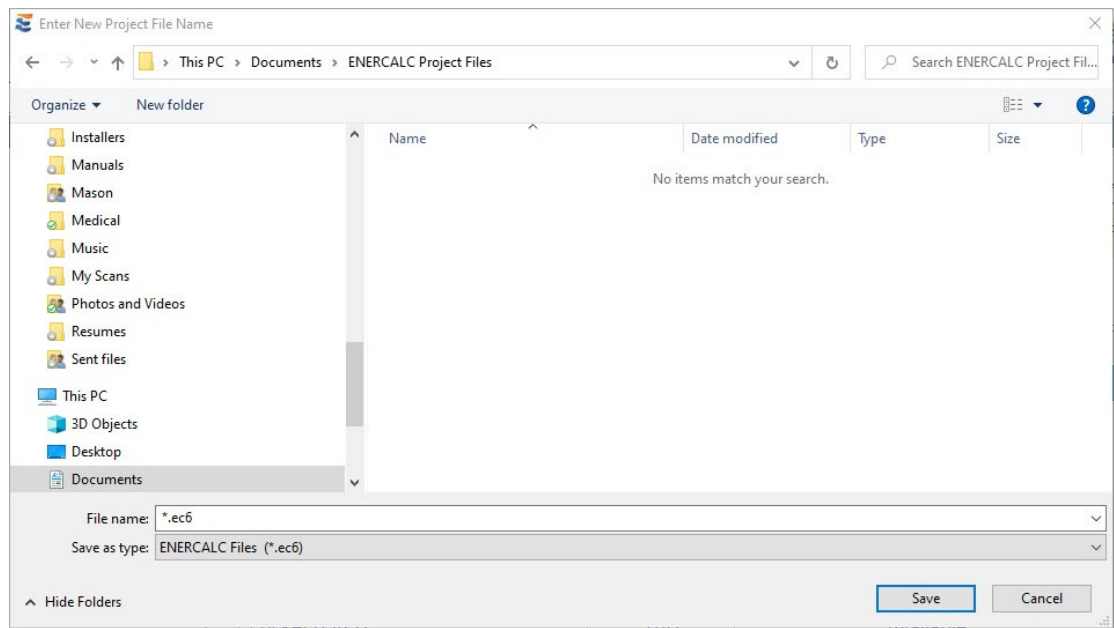 Enter New Project File Name
This PC > Documents > ENERCALC Project Files
Search ENERCALC Project Fil...
Organize New folder
Name Date modified Type Size
No items match your search.
Installers
Manuals
Mason
Medical
Music
My Scans
Photos and Videos
Resumes
Sent files
This PC
3D Objects
Desktop
Documents
File name: *.ec6
Save as type: ENERCALC Files (*.ec6)
Hide Folders
Save Cancel